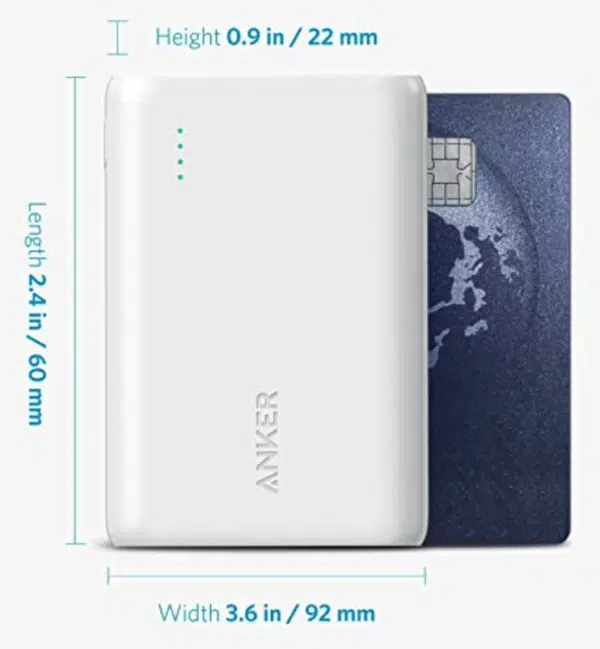 Height 0.9 in / 22 mm
Length 2.4 in / 60 mm
ANKER
Width 3.6 in / 92 mm